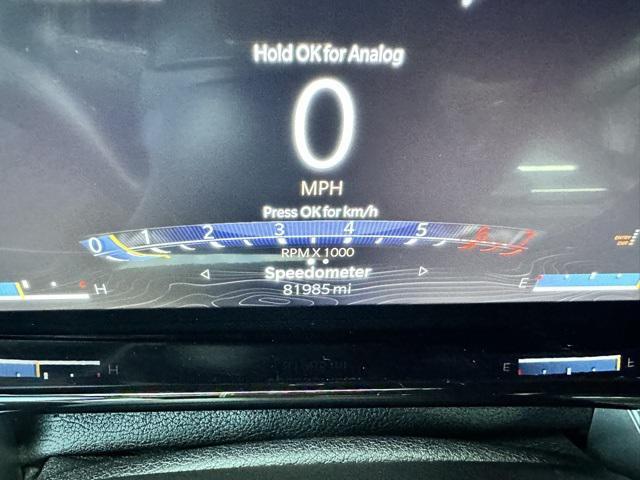 Hold OK for Analog
0
MPH
Press OK for km/h
0 1 2 3 4 5
RPM X 1000
Speedometer
81985 mi
H
E
H
E